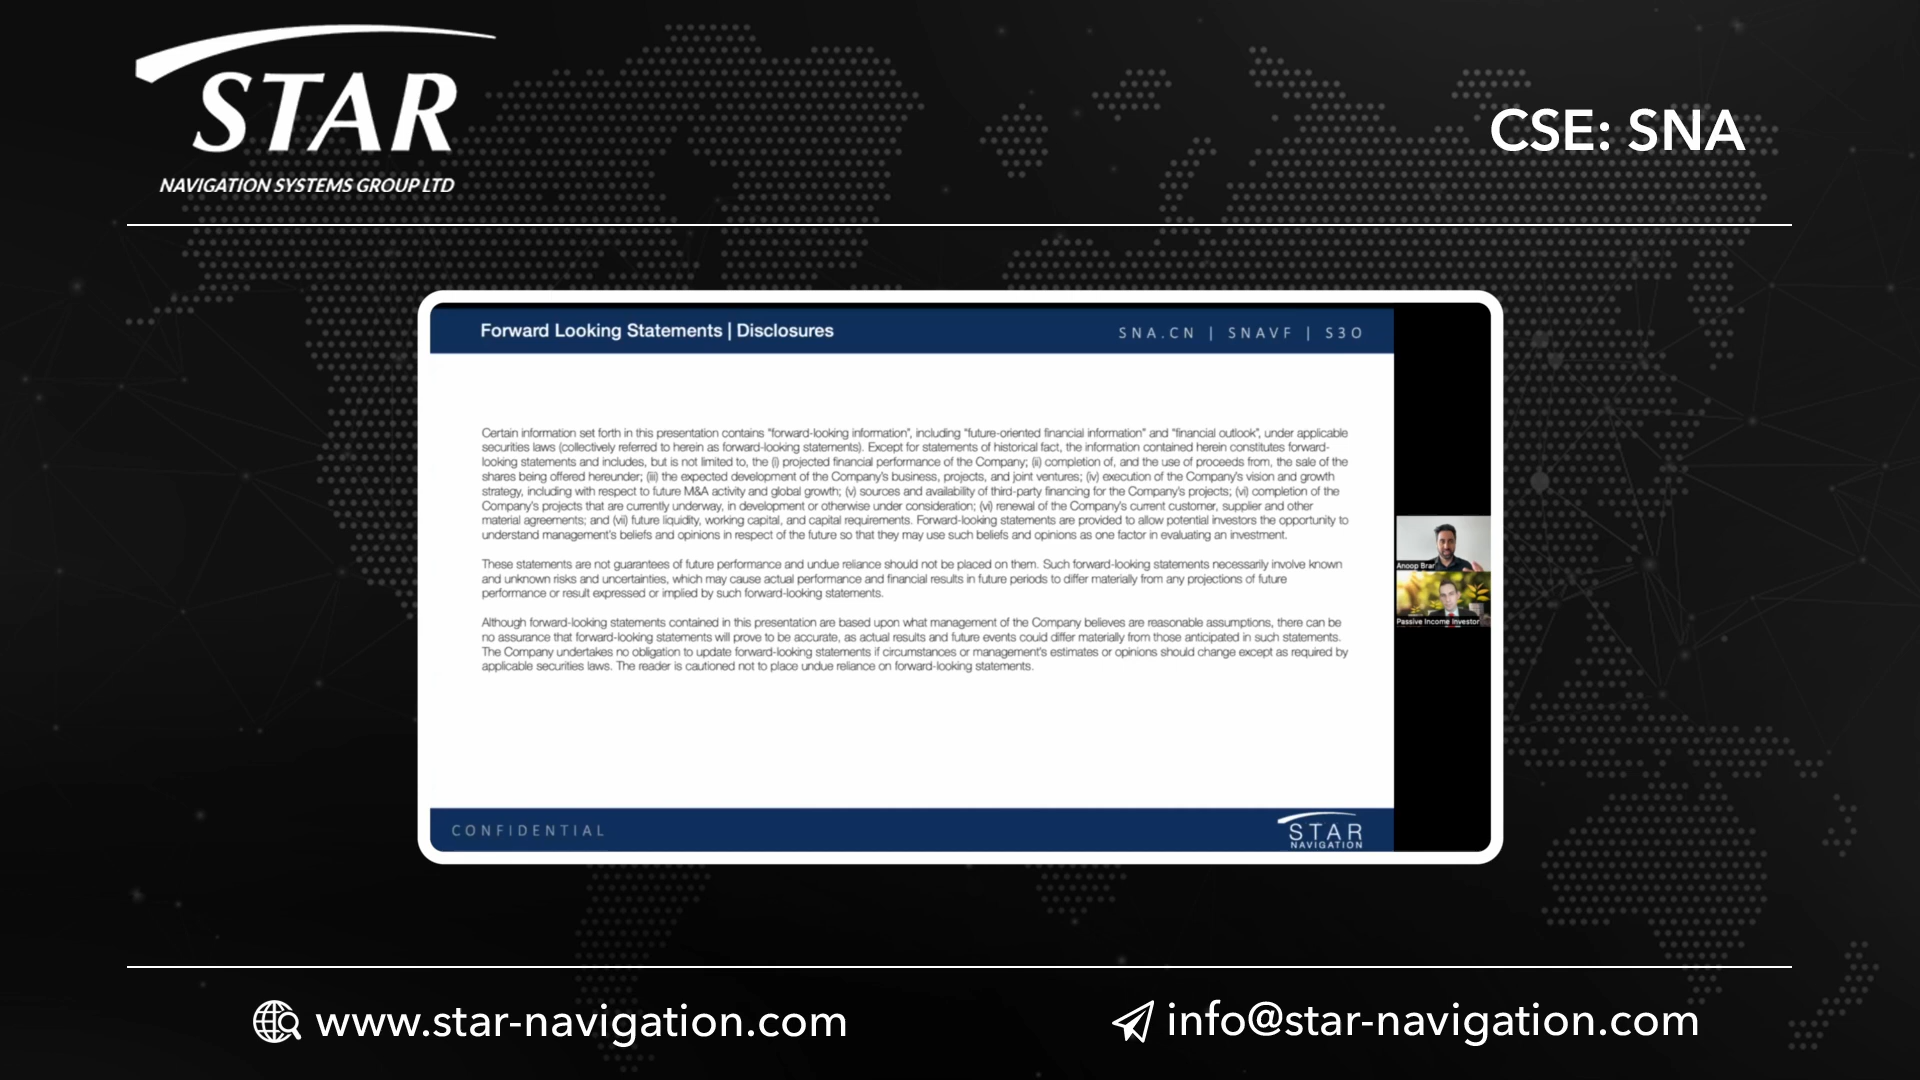 STAR
NAVIGATION SYSTEMS GROUP LTD
CSE: SNA
Forward Looking Statements | Disclosures
SNA.CN | SNAVF | S3O
Certain information set forth in this presentation contains "forward-looking information", including "future-oriented financial information" and "financial outlook", under applicable
securities laws (collectively referred to herein as forward-looking statements). Except for statements of historical fact, the information contained herein constitutes forward-
looking statements and includes, but is not limited to, the (i) projected financial performance of the Company; (ii) completion of, and the use of proceeds from, the sale of the
shares being offered hereunder; (iii) the expected development of the Company's business, projects, and joint ventures; (iv) execution of the Company's vision and growth
strategy, including with respect to future M&A activity and global growth; (v) sources and availability of third-party financing for the Company's projects; (vi) completion of the
Company's projects that are currently underway, in development or otherwise under consideration; (vi) renewal of the Company's current customer, supplier and other
material agreements; and (vii) future liquidity, working capital, and capital requirements. Forward-looking statements are provided to allow potential investors the opportunity to
understand management's beliefs and opinions in respect of the future so that they may use such beliefs and opinions as one factor in evaluating an investment.
These statements are not guarantees of future performance and undue reliance should not be placed on them. Such forward-looking statements necessarily involve known
and unknown risks and uncertainties, which may cause actual performance and financial results in future periods to differ materially from any projections of future
performance or result expressed or implied by such forward-looking statements.
Although forward-looking statements contained in this presentation are based upon what management of the Company believes are reasonable assumptions, there can be
no assurance that forward-looking statements will prove to be accurate, as actual results and future events could differ materially from those anticipated in such statements.
The Company undertakes no obligation to update forward-looking statements if circumstances or management's estimates or opinions should change except as required by
applicable securities laws. The reader is cautioned not to place undue reliance on forward-looking statements.
Anoop Brar
Passive Income Investor
CONFIDENTIAL
STAR
NAVIGATION
www.star-navigation.com
info@star-navigation.com